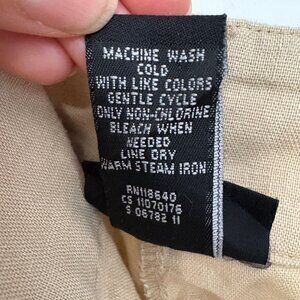 MACHINE WASH
COLD
WITH LIKE COLORS
GENTLE CYCLE
ONLY NON-CHLORINE
BLEACH WHEN
NEEDED
LINE DRY
WARM STEAM IRON
RN118640
CS 11070176
S 06782 11